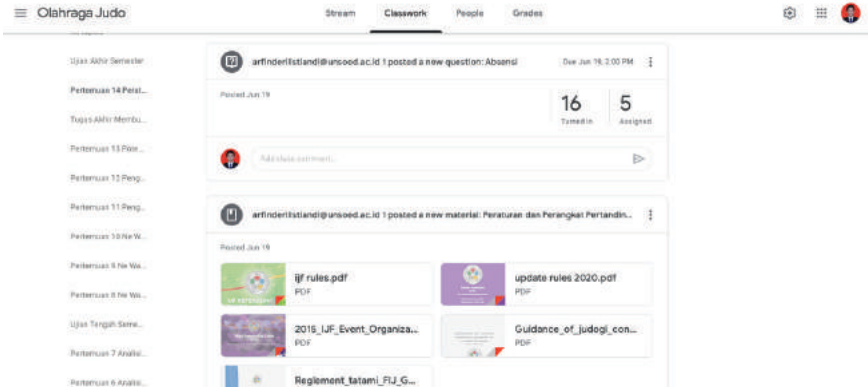 Olahraga Judo
Stream Classwork People Grades
Ujian Akhir Semester
Pertemuan 14 Perat...
Tugas Akhir Membu...
Pertemuan 13
Pertemuan 12 Peng...
Pertemuan 11 Peng...
Pertemuan 10 Ne W...
Pertemuan 9 Ne Wa...
Pertemuan 8 Ne Wa...
Ujian Tengah Seme...
Pertemuan 7 Analisi...
Pertemuan 6 Analisi...
arfinderilistiandi@unsoed.ac.id 1 posted a new question: Absensi
Due Jun 19, 2:00 PM
Posted Jun 19
16 5
Turned in Assigned
Add class comment...
arfinderilistiandi@unsoed.ac.id 1 posted a new material: Peraturan dan Perangkat Pertandin...
Posted Jun 19
ijf rules.pdf
PDF
update rules 2020.pdf
PDF
2015_IJF_Event_Organiza...
PDF
Guidance_of_judogi_con...
PDF
Reglement_tatami_FIJ_G...